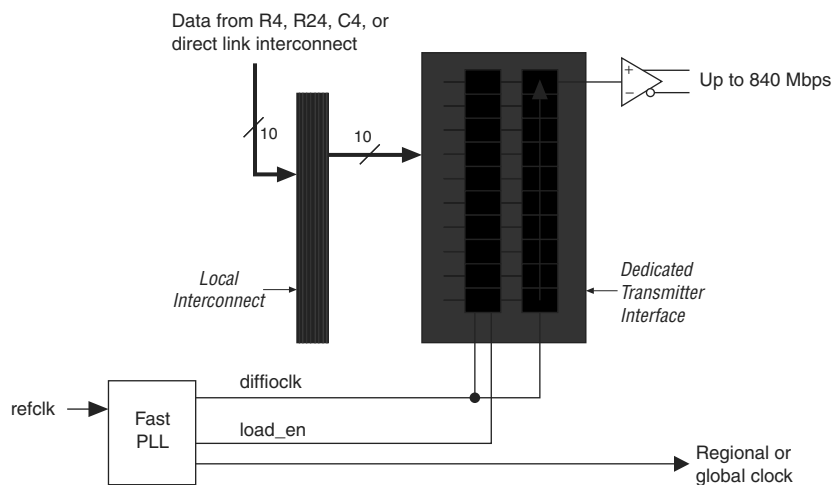 Data from R4, R24, C4, or
direct link interconnect
10
10
+
–
Up to 840 Mbps
Local
Interconnect
Dedicated
Transmitter
Interface
diffioclk
refclk
Fast
PLL
load_en
Regional or
global clock